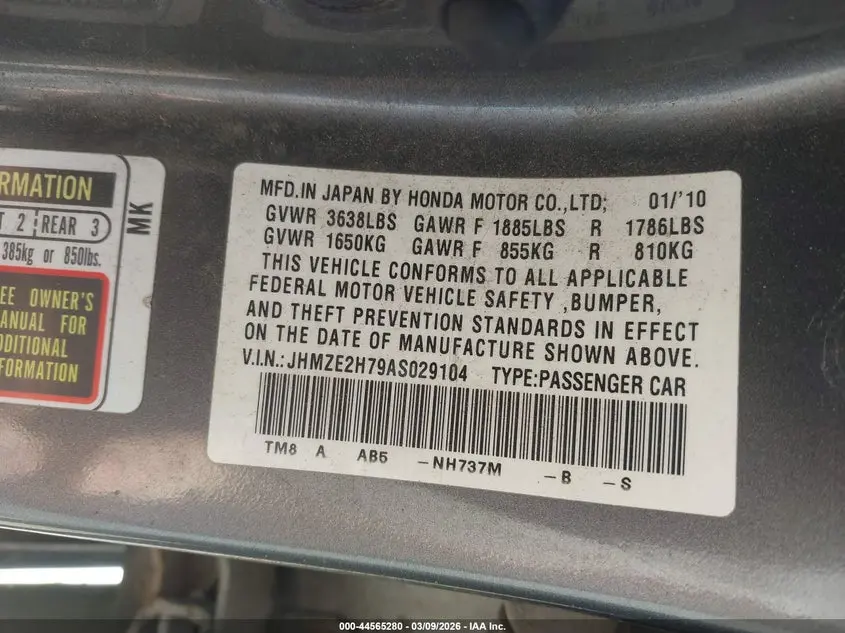 RMATION
T 2 REAR 3
385kg or 850lbs.
EE OWNER'S
ANUAL FOR
DDITIONAL
FORMATION
MK
MFD.IN JAPAN BY HONDA MOTOR CO.,LTD; 01/'10
GVWR 3638LBS GAWR F 1885LBS R 1786LBS
GVWR 1650KG GAWR F 855KG R 810KG
THIS VEHICLE CONFORMS TO ALL APPLICABLE
FEDERAL MOTOR VEHICLE SAFETY ,BUMPER,
AND THEFT PREVENTION STANDARDS IN EFFECT
ON THE DATE OF MANUFACTURE SHOWN ABOVE.
V.I.N.:JHMZE2H79AS029104 TYPE:PASSENGER CAR
TM8 A AB5 -NH737M -B -S
000-44565280 - 03/09/2026 - IAA Inc.